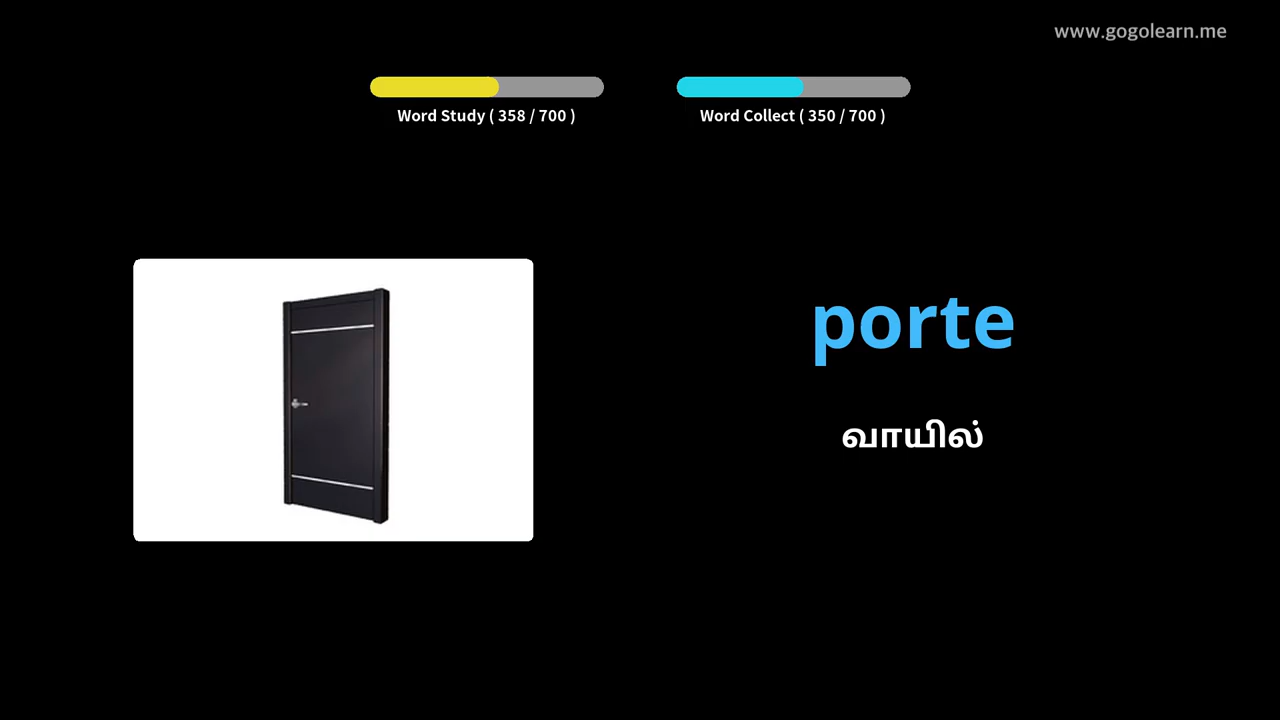 www.gogolearn.me
Word Study ( 358 / 700 )
Word Collect ( 350 / 700 )
porte
வாயில்